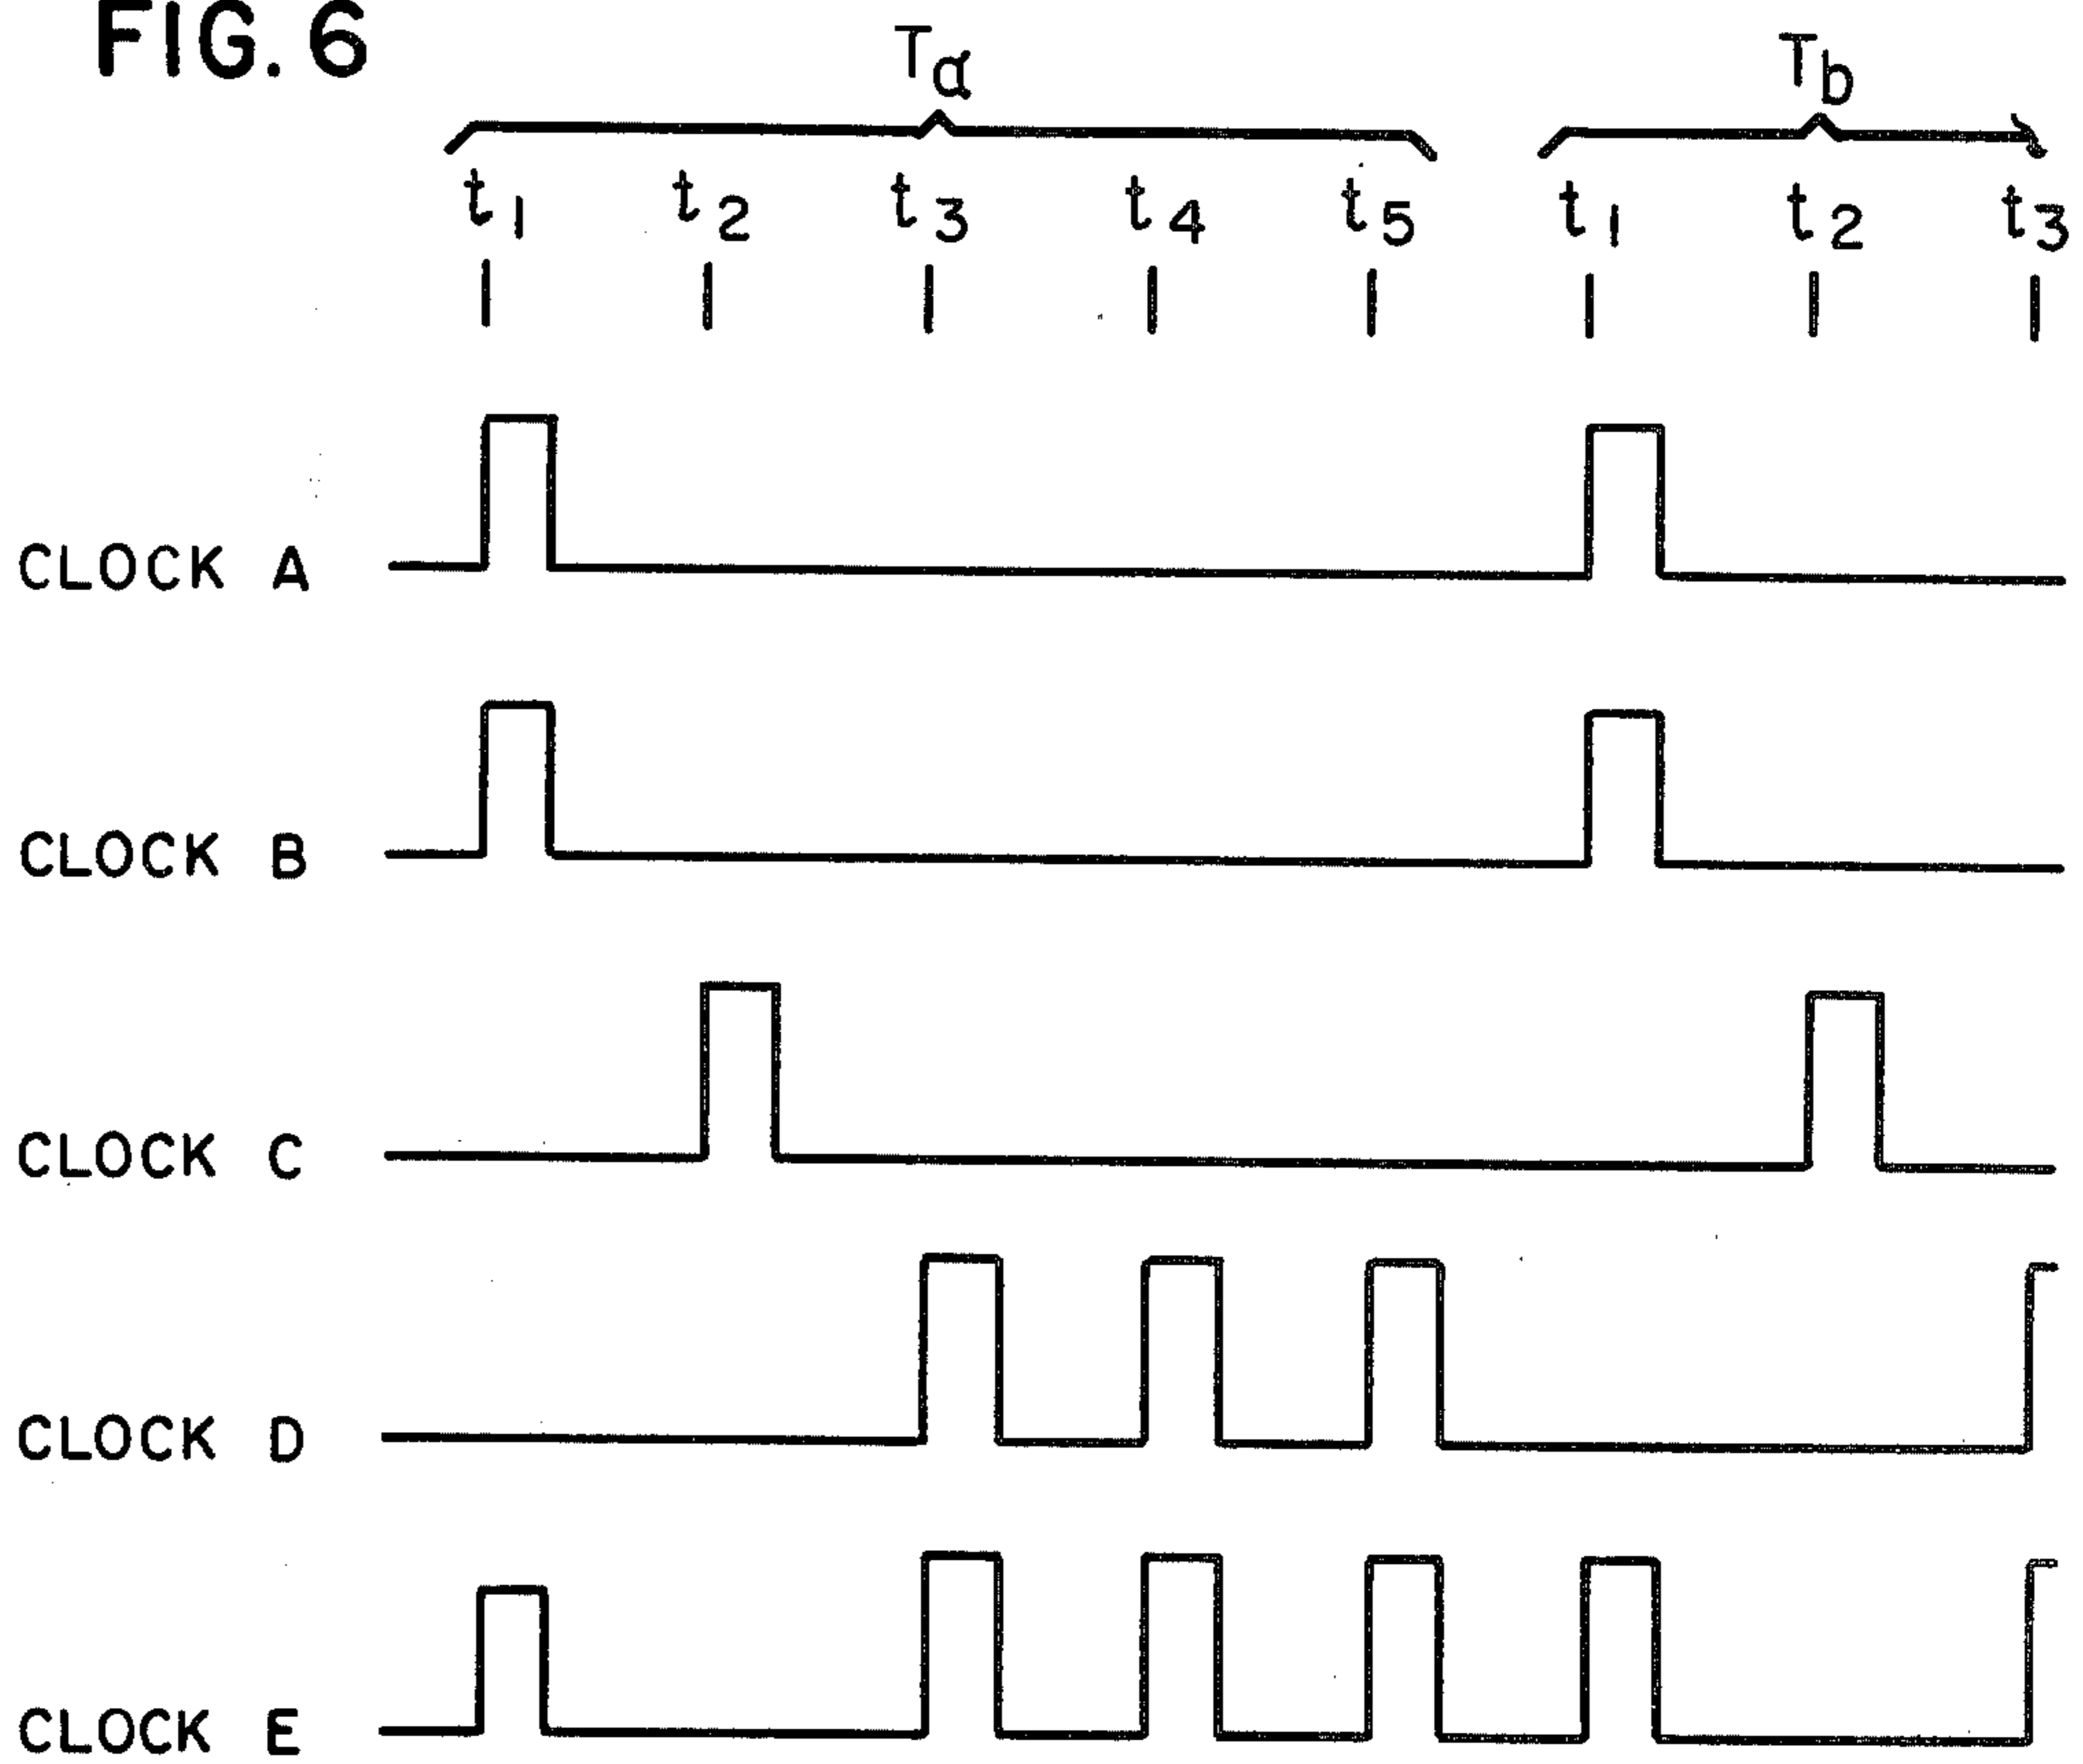 FIG. 6
Ta Tb
t1 t2 t3 t4 t5 t1 t2 t3
CLOCK A
CLOCK B
CLOCK C
CLOCK D
CLOCK E